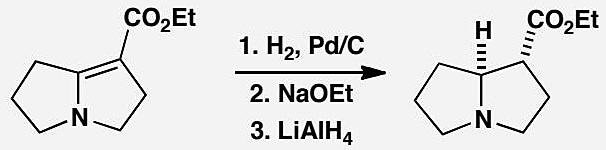 CO₂Et
N
1. H₂, Pd/C
2. NaOEt
3. LiAlH₄
H
CO₂Et
N